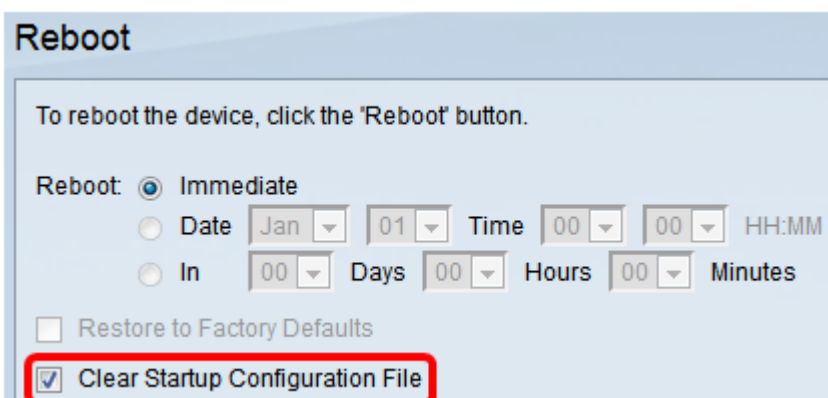 Reboot
To reboot the device, click the 'Reboot' button.
Reboot: Immediate
Date Jan 01 Time 00 00 HH:MM
In 00 Days 00 Hours 00 Minutes
Restore to Factory Defaults
Clear Startup Configuration File